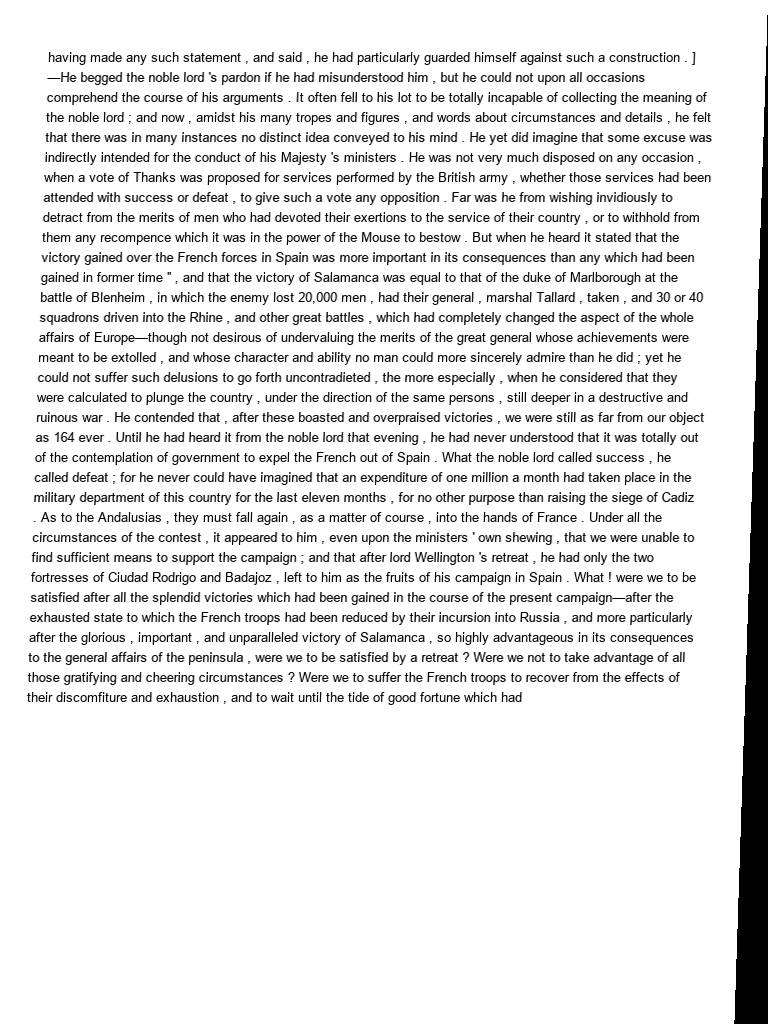 having made any such statement , and said , he had particularly guarded himself against such a construction . ]
—He begged the noble lord 's pardon if he had misunderstood him , but he could not upon all occasions
comprehend the course of his arguments . It often fell to his lot to be totally incapable of collecting the meaning of
the noble lord ; and now , amidst his many tropes and figures , and words about circumstances and details , he felt
that there was in many instances no distinct idea conveyed to his mind . He yet did imagine that some excuse was
indirectly intended for the conduct of his Majesty 's ministers . He was not very much disposed on any occasion ,
when a vote of Thanks was proposed for services performed by the British army , whether those services had been
attended with success or defeat , to give such a vote any opposition . Far was he from wishing invidiously to
detract from the merits of men who had devoted their exertions to the service of their country , or to withhold from
them any recompence which it was in the power of the Mouse to bestow . But when he heard it stated that the
victory gained over the French forces in Spain was more important in its consequences than any which had been
gained in former time " , and that the victory of Salamanca was equal to that of the duke of Marlborough at the
battle of Blenheim , in which the enemy lost 20,000 men , had their general , marshal Tallard , taken , and 30 or 40
squadrons driven into the Rhine , and other great battles , which had completely changed the aspect of the whole
affairs of Europe—though not desirous of undervaluing the merits of the great general whose achievements were
meant to be extolled , and whose character and ability no man could more sincerely admire than he did ; yet he
could not suffer such delusions to go forth uncontradieted , the more especially , when he considered that they
were calculated to plunge the country , under the direction of the same persons , still deeper in a destructive and
ruinous war . He contended that , after these boasted and overpraised victories , we were still as far from our object
as 164 ever . Until he had heard it from the noble lord that evening , he had never understood that it was totally out
of the contemplation of government to expel the French out of Spain . What the noble lord called success , he
called defeat ; for he never could have imagined that an expenditure of one million a month had taken place in the
military department of this country for the last eleven months , for no other purpose than raising the siege of Cadiz
. As to the Andalusias , they must fall again , as a matter of course , into the hands of France . Under all the
circumstances of the contest , it appeared to him , even upon the ministers ' own shewing , that we were unable to
find sufficient means to support the campaign ; and that after lord Wellington 's retreat , he had only the two
fortresses of Ciudad Rodrigo and Badajoz , left to him as the fruits of his campaign in Spain . What ! were we to be
satisfied after all the splendid victories which had been gained in the course of the present campaign—after the
exhausted state to which the French troops had been reduced by their incursion into Russia , and more particularly
after the glorious , important , and unparalleled victory of Salamanca , so highly advantageous in its consequences
to the general affairs of the peninsula , were we to be satisfied by a retreat ? Were we not to take advantage of all
those gratifying and cheering circumstances ? Were we to suffer the French troops to recover from the effects of
their discomfiture and exhaustion , and to wait until the tide of good fortune which had